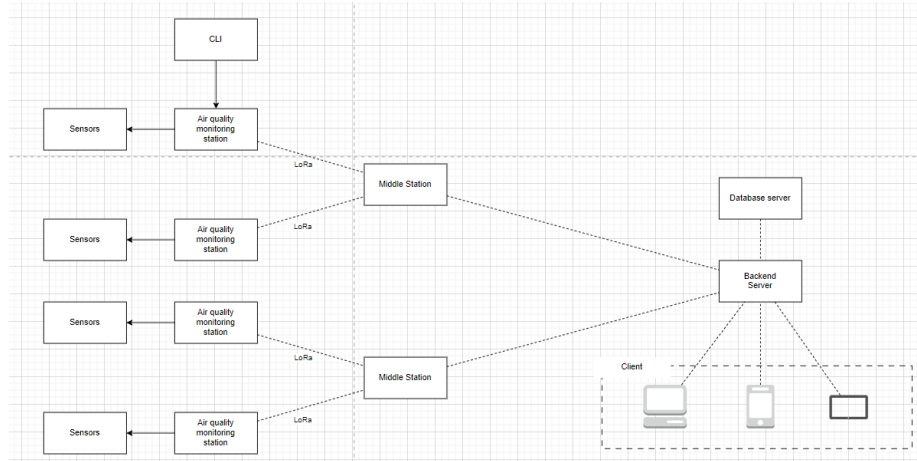 CLI
Sensors
Air quality
monitoring
station
LoRa
Middle Station
Database server
LoRa
Sensors
Air quality
monitoring
station
Backend
Server
Sensors
Air quality
monitoring
station
LoRa
Client
Middle Station
LoRa
Sensors
Air quality
monitoring
station